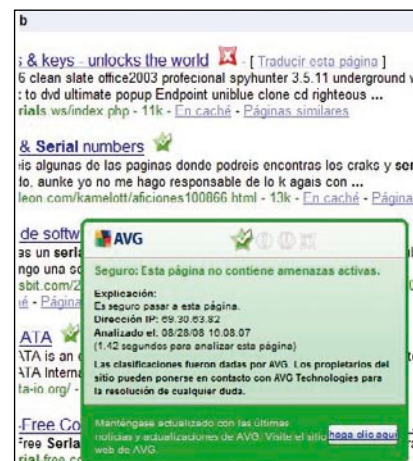 b
s & keys - unlocks the world - [ Traducir esta página ]
6 clean slate office2003 profecional spyhunter 3.5.11 underground
: to dvd ultimate popup Endpoint uniblue clone cd righteous ...
rials.ws/index.php - 11k - En caché - Páginas similares
& Serial numbers
is algunas de las paginas donde podreis encontras los craks y
do, aunke yo no me hago responsable de lo k agais con ...
leon.com/kamelott/aficiones100866.html - 13k - En caché -
de softw
as un
ngo una
sbit.com/2
Página
ATA
ATA is an
ATA Interna
ta-io.org/ -
-Free Co
Free Seria
AVG
Seguro: Esta página no contiene amenazas activas.
Explicación:
Es seguro pasar a esta página.
Dirección IP: 69.30.63.82
Analizado el: 08/28/08 10.08.07
(1.42 segundos para analizar esta página)
Las clasificaciones fueron dadas por AVG. Los propietarios del
sitio pueden ponerse en contacto con AVG Technologies para
la resolución de cualquier duda.
Manténgase actualizado con las últimas
noticias y actualizaciones de AVG. Visite el sitio haga clic aquí
web de AVG.